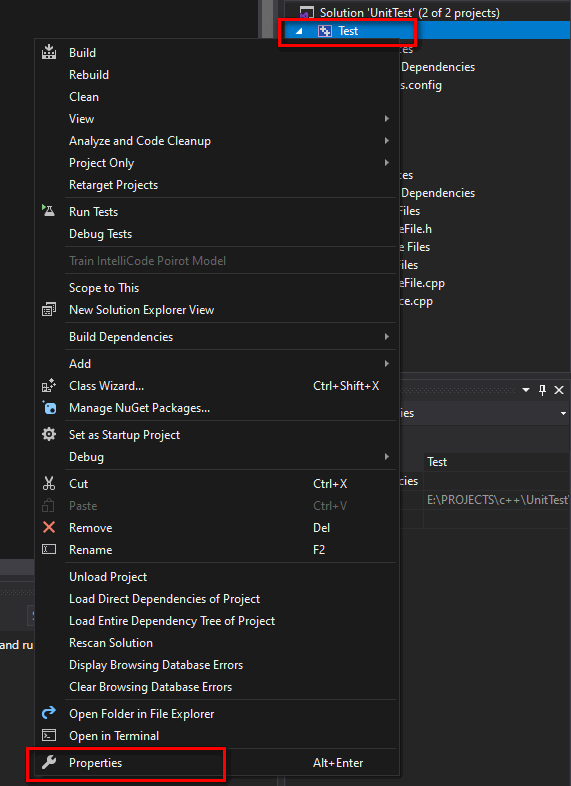 Solution 'UnitTest' (2 of 2 projects)
Test
Build
Rebuild
Clean
View
Analyze and Code Cleanup
Project Only
Retarget Projects
Run Tests
Debug Tests
Train IntelliCode Poirot Model
Scope to This
New Solution Explorer View
Build Dependencies
Add
Class Wizard... Ctrl+Shift+X
Manage NuGet Packages...
Set as Startup Project
Debug
Cut Ctrl+X
Paste Ctrl+V
Remove Del
Rename F2
Unload Project
Load Direct Dependencies of Project
Load Entire Dependency Tree of Project
Rescan Solution
Display Browsing Database Errors
Clear Browsing Database Errors
Open Folder in File Explorer
Open in Terminal
Properties Alt+Enter
ces
Dependencies
s.config
ces
Dependencies
Files
eFile.h
e Files
Files
eFile.cpp
ce.cpp
ies
Test
cies
E:\PROJECTS\c++\UnitTest
and ru